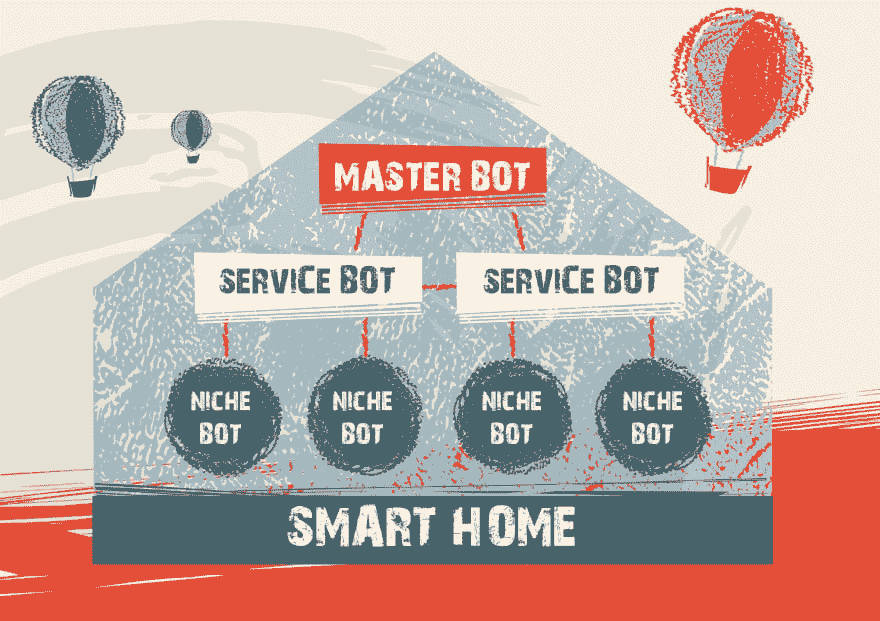 MASTER BOT
SERVICE BOT
SERVICE BOT
NICHE
BOT
NICHE
BOT
NICHE
BOT
NICHE
BOT
SMART HOME